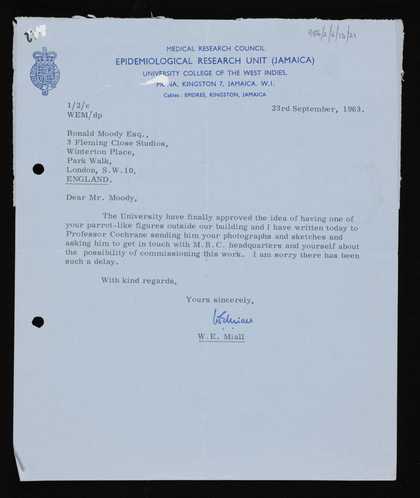 MEDICAL RESEARCH COUNCIL
EPIDEMIOLOGICAL RESEARCH UNIT (JAMAICA)
UNIVERSITY COLLEGE OF THE WEST INDIES,
MONA, KINGSTON 7, JAMAICA. W.I.
Cables: EPIDRES, KINGSTON, JAMAICA
1/2/c
WEM/dp
23rd September, 1963.
Ronald Moody Esq.,
3 Fleming Close Studios,
Winterton Place,
Park Walk,
London, S.W.10,
ENGLAND.
Dear Mr. Moody,
The University have finally approved the idea of having one of
your parrot-like figures outside our building and I have written today to
Professor Cochrane sending him your photographs and sketches and
asking him to get in touch with M.R.C. headquarters and yourself about
the possibility of commissioning this work. I am sorry there has been
such a delay.
With kind regards,
Yours sincerely,
W.E. Miall